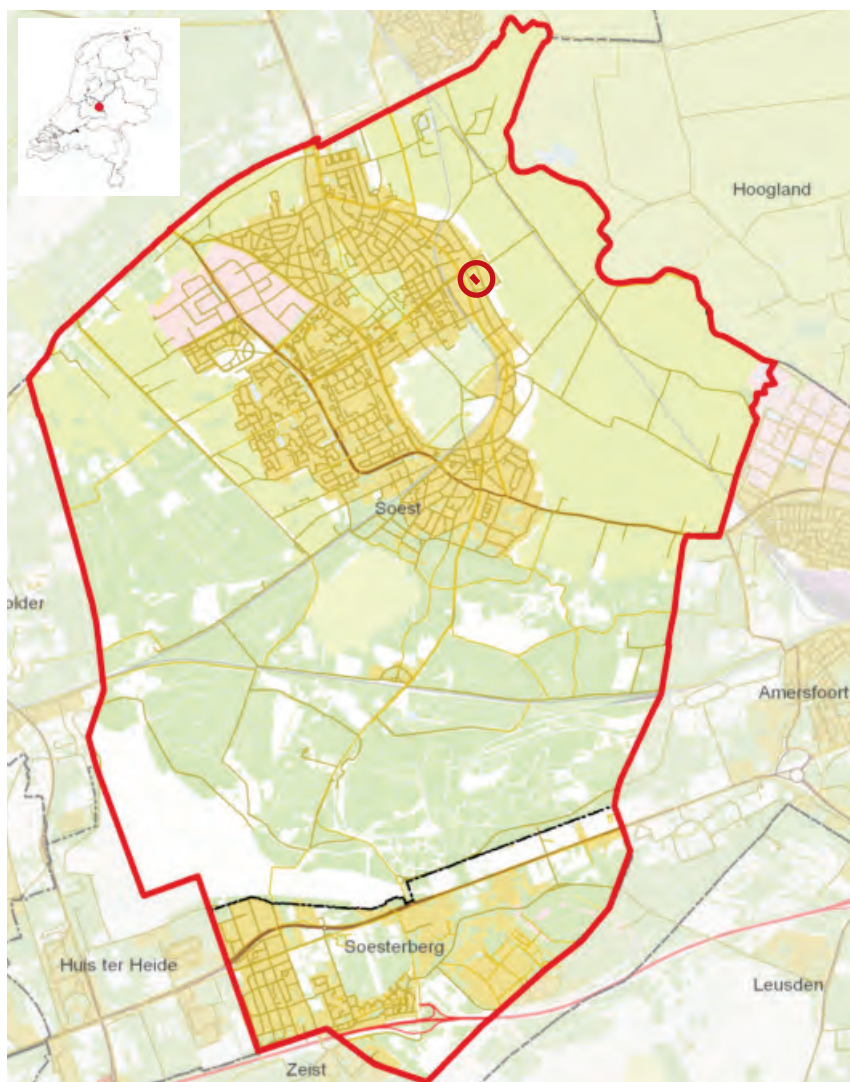 Hoogland
Soest
older
Amersfoort
Soesterberg
Huis ter Heide
Leusden
Zeist